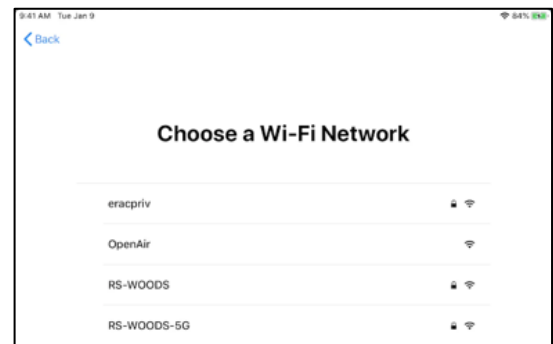 9:41 AM Tue Jan 9 84%
Back
Choose a Wi-Fi Network
eracpriv
OpenAir
RS-WOODS
RS-WOODS-5G